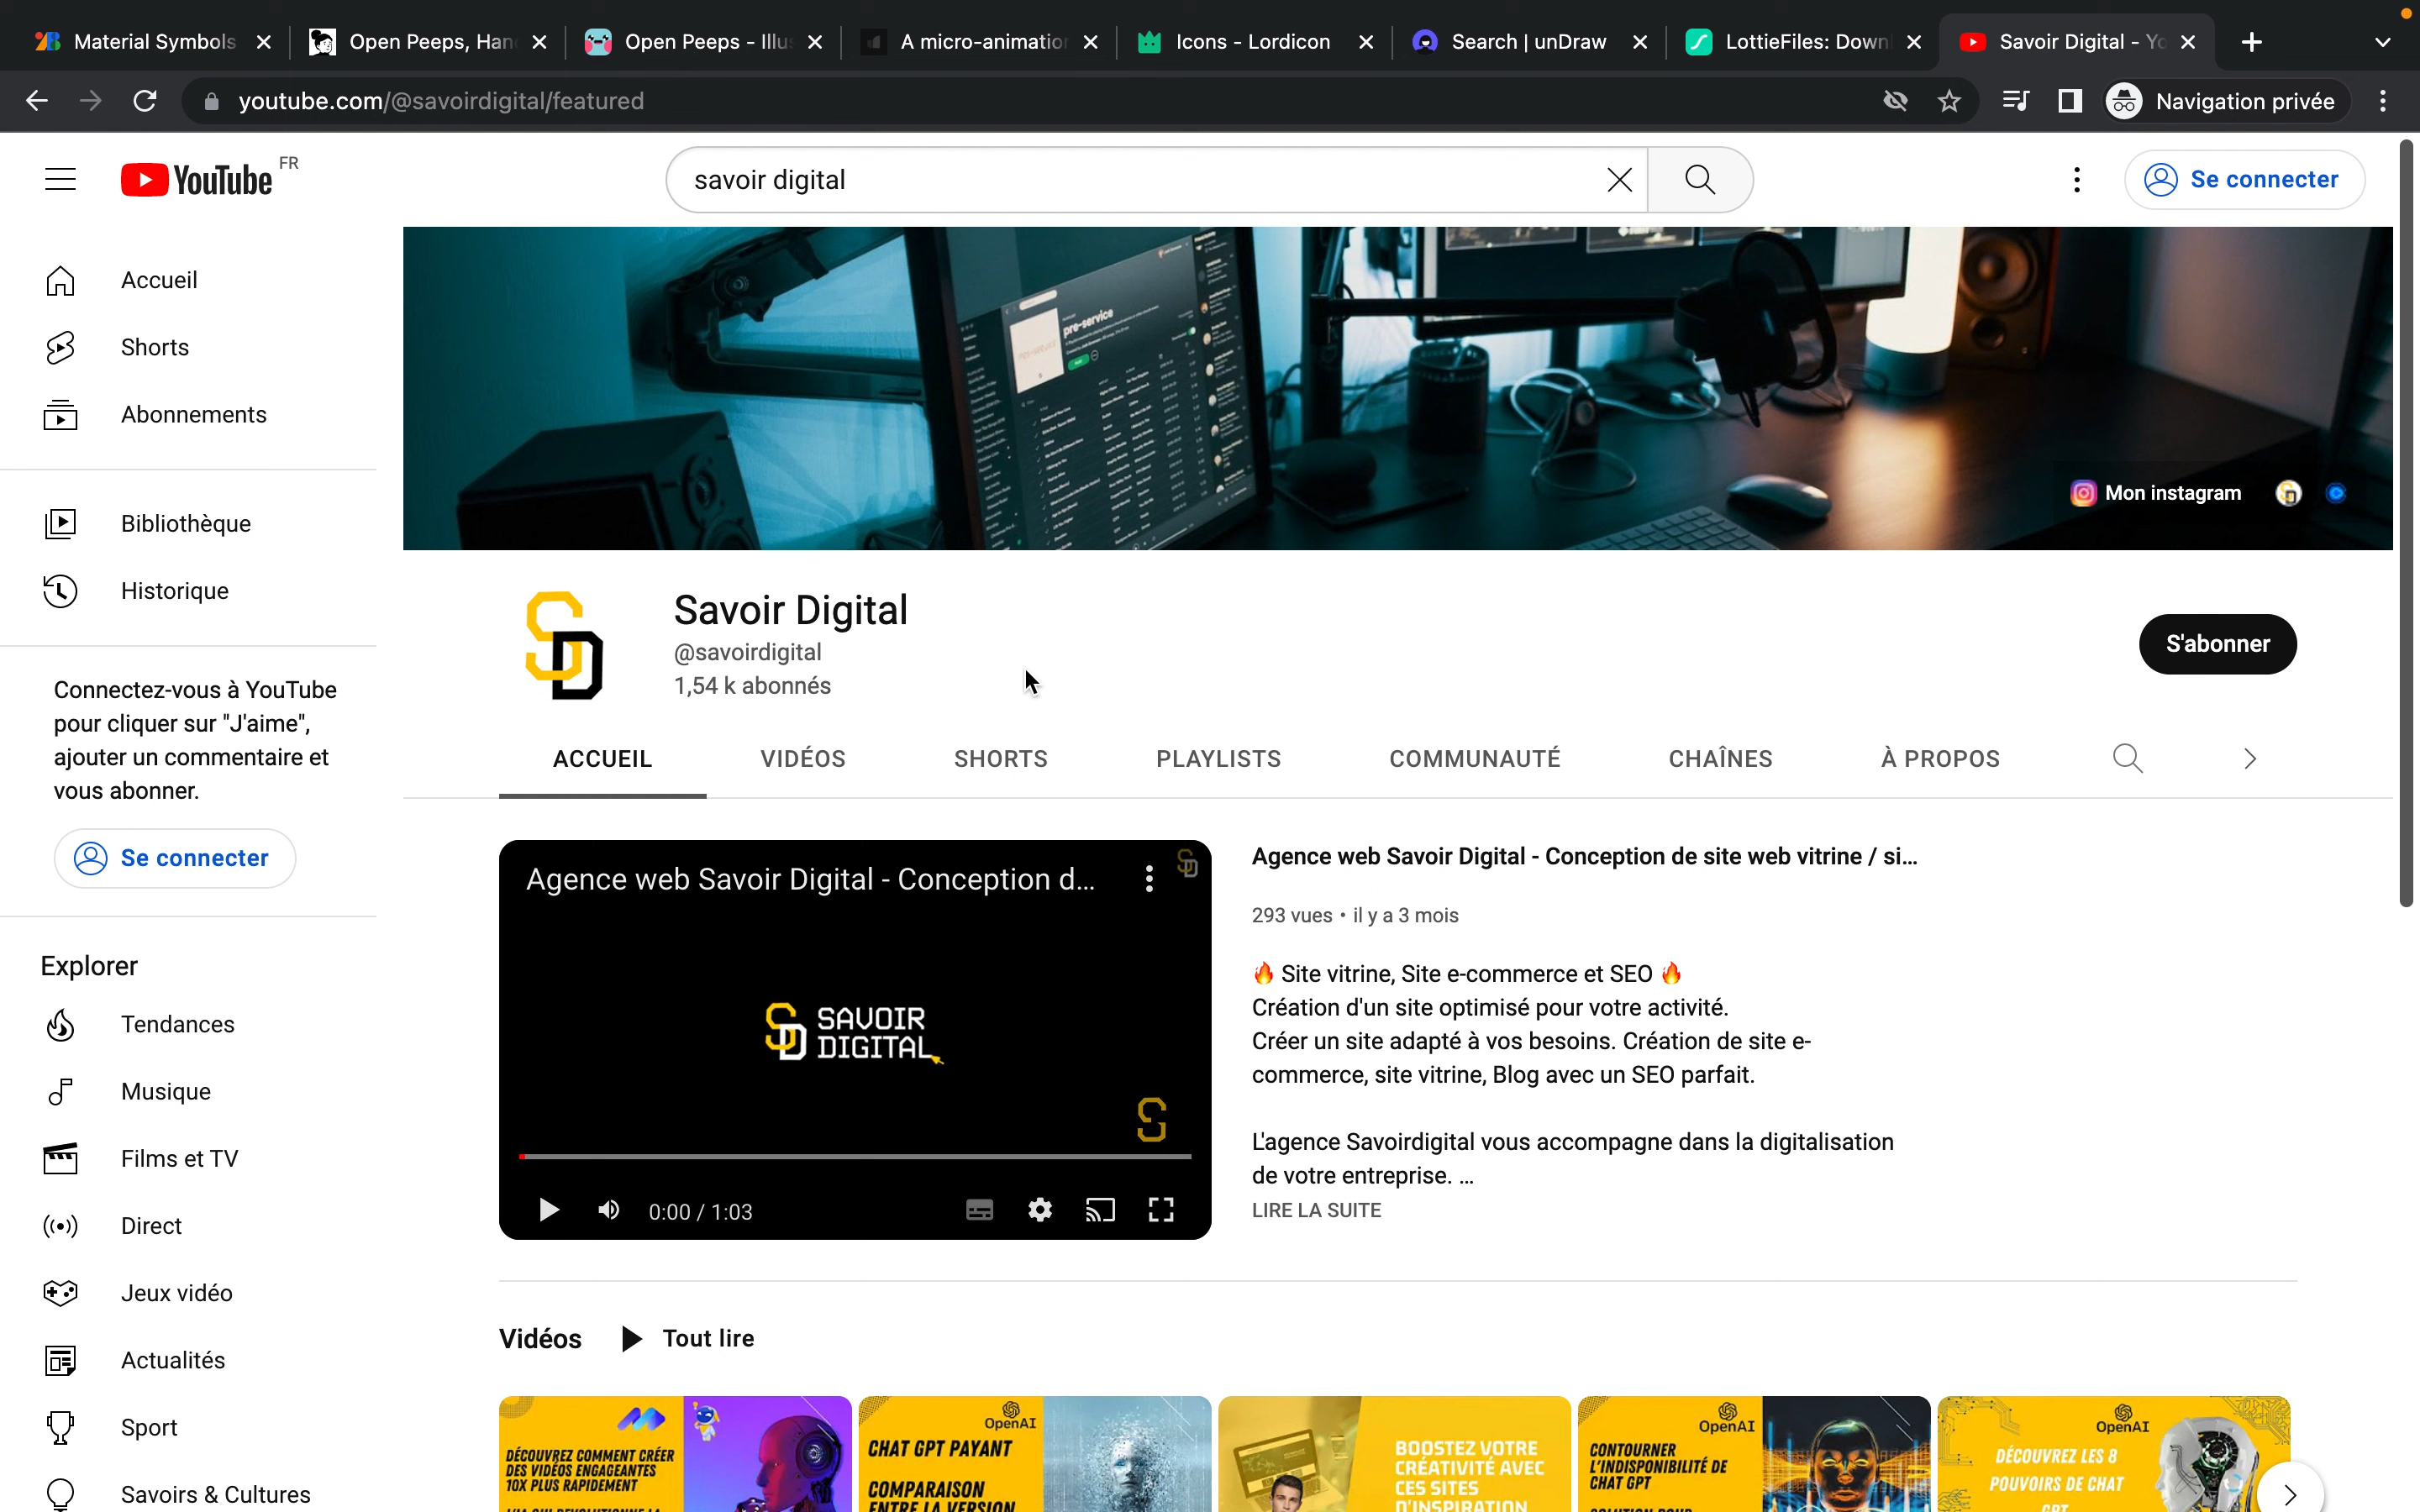 Material Symbols
Open Peeps, Han
Open Peeps - Illus
A micro-animation
Icons - Lordicon
Search | unDraw
LottieFiles: Down
Savoir Digital - Yo
youtube.com/@savoirdigital/featured
Navigation privée
YouTube FR
savoir digital
Se connecter
Accueil
Shorts
Abonnements
Bibliothèque
Historique
Connectez-vous à YouTube
pour cliquer sur "J'aime",
ajouter un commentaire et
vous abonner.
Se connecter
Explorer
Tendances
Musique
Films et TV
Direct
Jeux vidéo
Actualités
Sport
Savoirs & Cultures
pre-service
Mon instagram
Savoir Digital
@savoirdigital
1,54 k abonnés
S'abonner
ACCUEIL
VIDÉOS
SHORTS
PLAYLISTS
COMMUNAUTÉ
CHAÎNES
À PROPOS
Agence web Savoir Digital - Conception d...
SAVOIR
DIGITAL
0:00 / 1:03
Agence web Savoir Digital - Conception de site web vitrine / si...
293 vues • il y a 3 mois
🔥 Site vitrine, Site e-commerce et SEO 🔥
Création d'un site optimisé pour votre activité.
Créer un site adapté à vos besoins. Création de site e-
commerce, site vitrine, Blog avec un SEO parfait.
L'agence Savoirdigital vous accompagne dans la digitalisation
de votre entreprise. ...
LIRE LA SUITE
Vidéos
Tout lire
DÉCOUVREZ COMMENT CRÉER
DES VIDÉOS ENGAGEANTES
10X PLUS RAPIDEMENT
OpenAI
CHAT GPT PAYANT
COMPARAISON
ENTRE LA VERSION
BOOSTEZ VOTRE
CRÉATIVITÉ AVEC
CES SITES
D'INSPIRATION
OpenAI
CONTOURNER
L'INDISPONIBILITÉ DE
CHAT GPT
OpenAI
DÉCOUVREZ LES 8
POUVOIRS DE CHAT
GPT